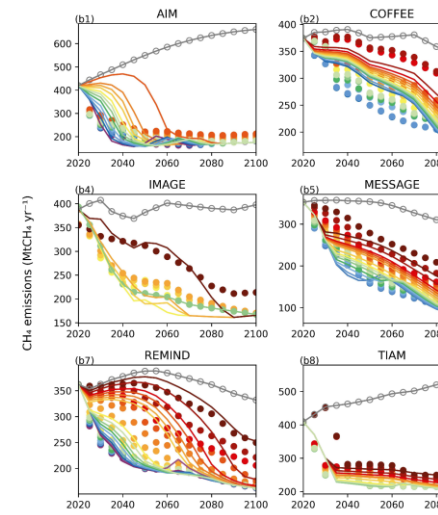 (b1) AIM
600
500
400
300
200
2020 2040 2060 2080 2100
(b2) COFFEE
400
350
300
250
200
2020 2040 2060 208
CH₄ emissions (MtCH₄ yr⁻¹)
(b4) IMAGE
400
350
300
250
200
150
2020 2040 2060 2080 2100
(b5) MESSAGE
300
200
100
2020 2040 2060 208
(b7) REMIND
350
300
250
200
2020 2040 2060 2080 2100
(b8) TIAM
500
400
300
200
2020 2040 2060 208